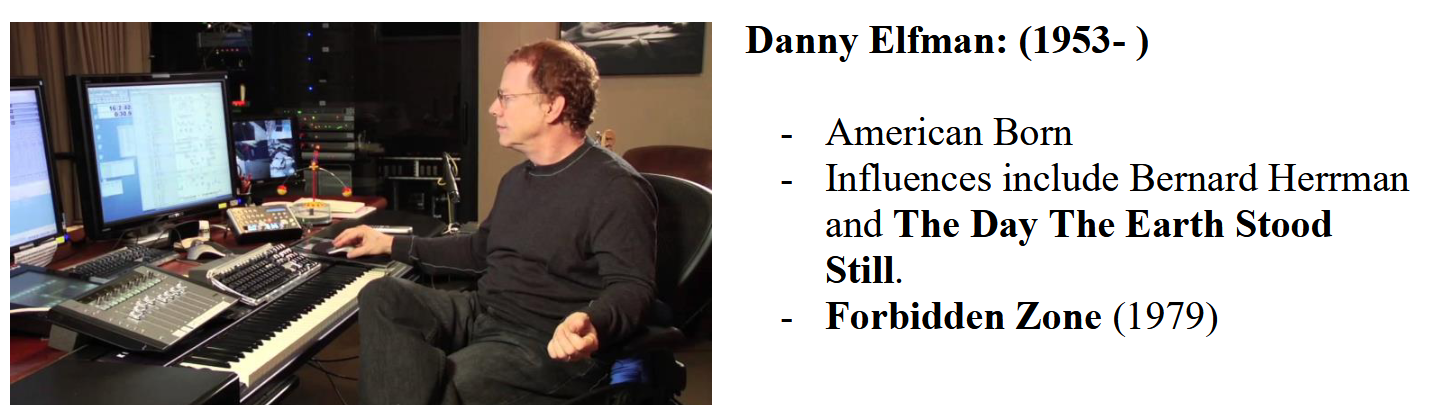 Danny Elfman: (1953- )
- American Born
- Influences include Bernard Herrman
and The Day The Earth Stood
Still.
- Forbidden Zone (1979)